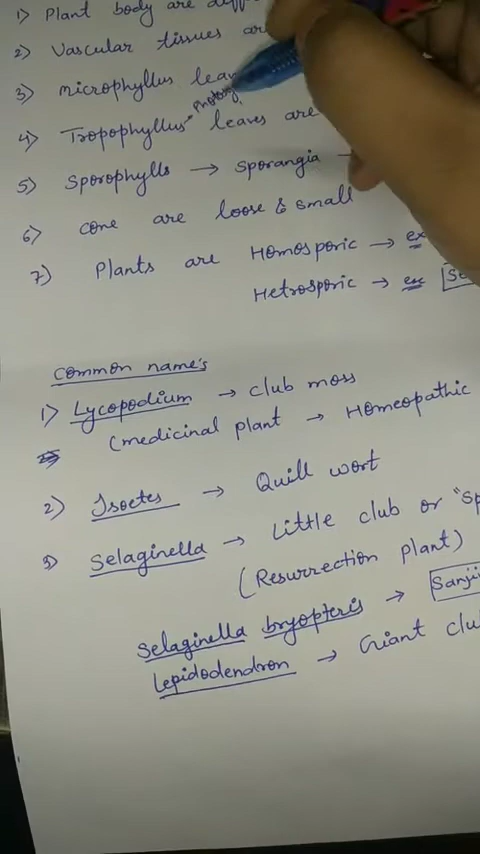 1) Plant body are
2) Vascular tissues
3) microphyllus
4) Tropophyllus leaves are
5) Sporophylls → sporangia →
6) cone are loose & small
7) Plants are Homosporic → ex
Hetrosporic → ex
common name's
1) Lycopodium → club moss
(medicinal plant → Homeopathic
2) Isoetes → Quill wort
3) Selaginella → Little club or
(Resurrection plant)
Selaginella bryopteris →
Lepidodendron → Giant